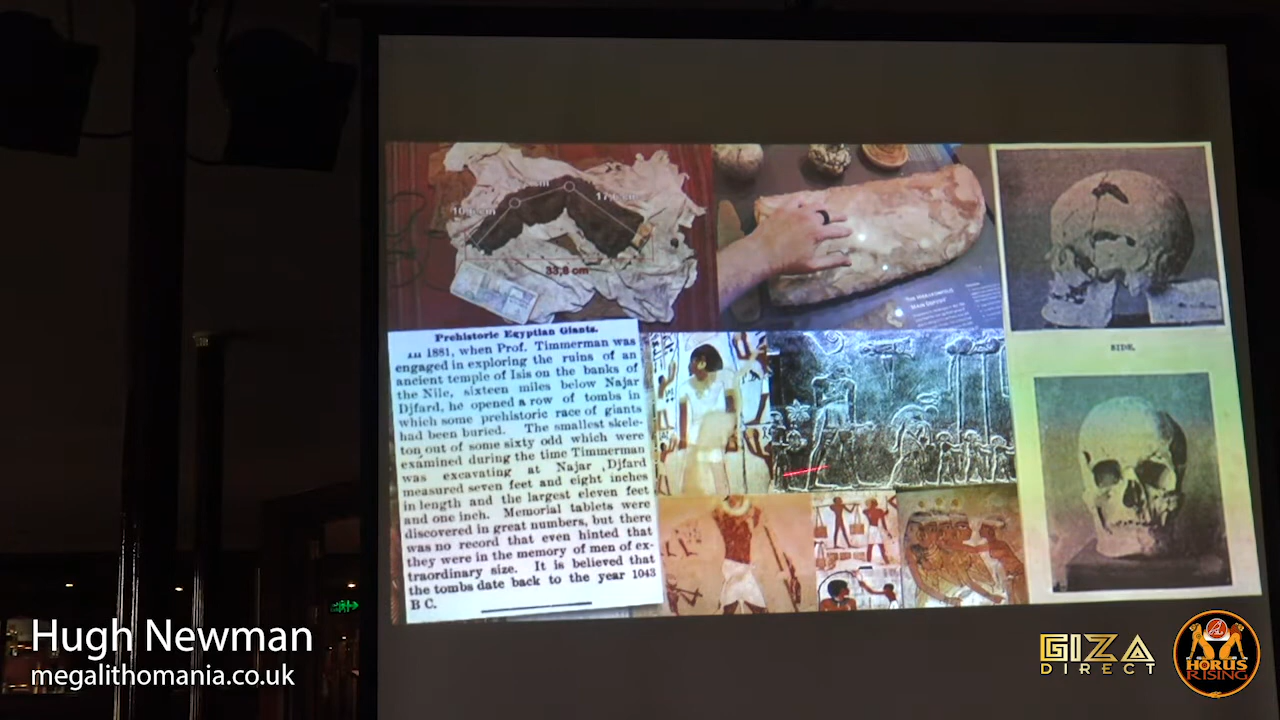 33,8 cm
THE MAKAPANSGAT
SIDE.
Prehistoric Egyptian Giants.
In 1881, when Prof. Timmerman was
engaged in exploring the ruins of an
ancient temple of Isis on the banks of
the Nile, sixteen miles below Najar
Djfard, he opened a row of tombs in
which some prehistoric race of giants
had been buried. The smallest skele-
ton out of some sixty odd which were
examined during the time Timmerman
was excavating at Najar Djfard
measured seven feet and eight inches
in length and the largest eleven feet
and one inch. Memorial tablets were
discovered in great numbers, but there
was no record that even hinted that
they were in the memory of men of ex-
traordinary size. It is believed that
the tombs date back to the year 1043
B C.
Hugh Newman
megalithomania.co.uk
GIZA
DIRECT
HORUS
RISING